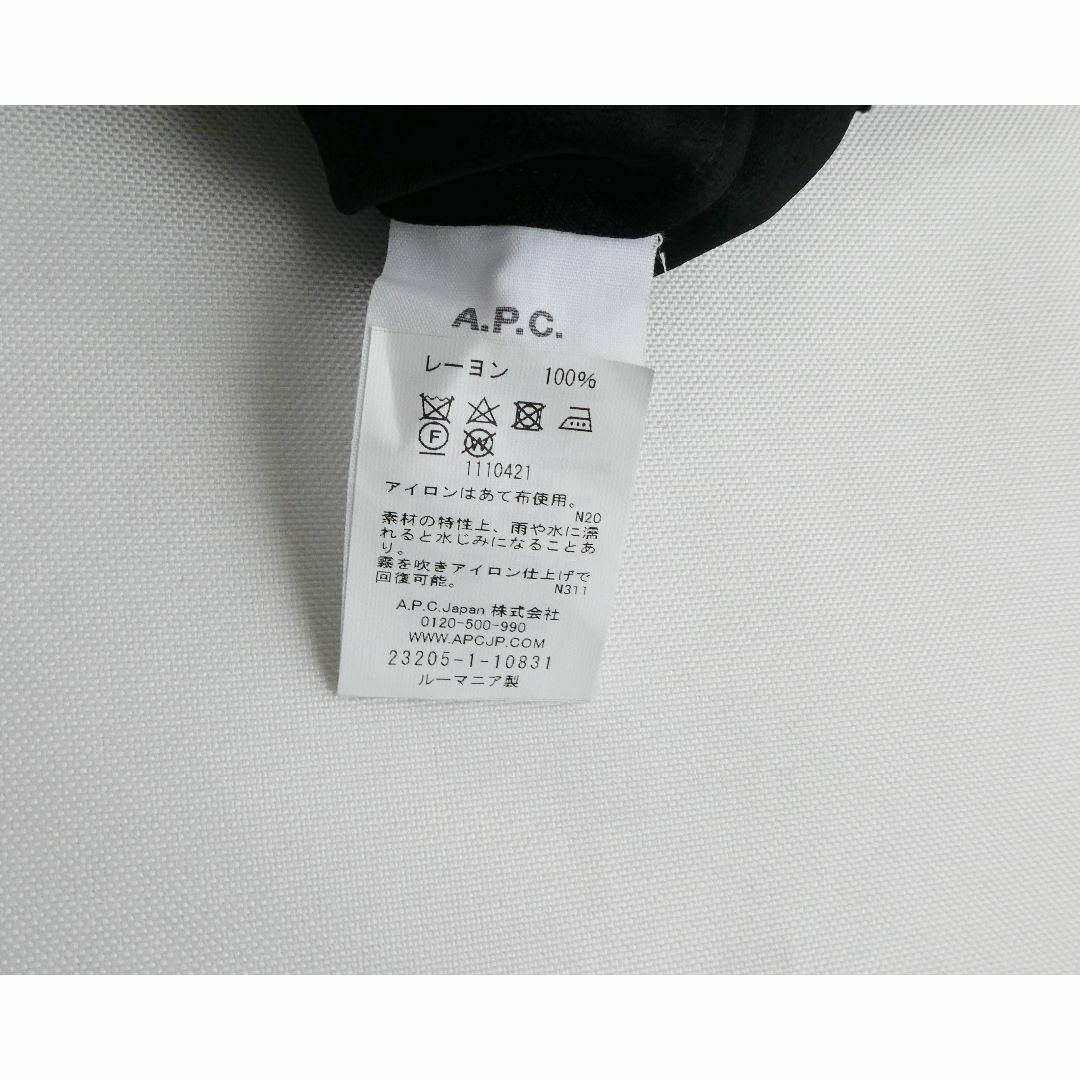 A.P.C.
レーヨン 100%
F W
1110421
アイロンはあて布使用。
N20
素材の特性上、雨や水に濡
れると水じみになることあ
り。
霧を吹きアイロン仕上げで
回復可能。 N311
A.P.C.Japan 株式会社
0120-500-990
WWW.APCJP.COM
23205-1-10831
ルーマニア製